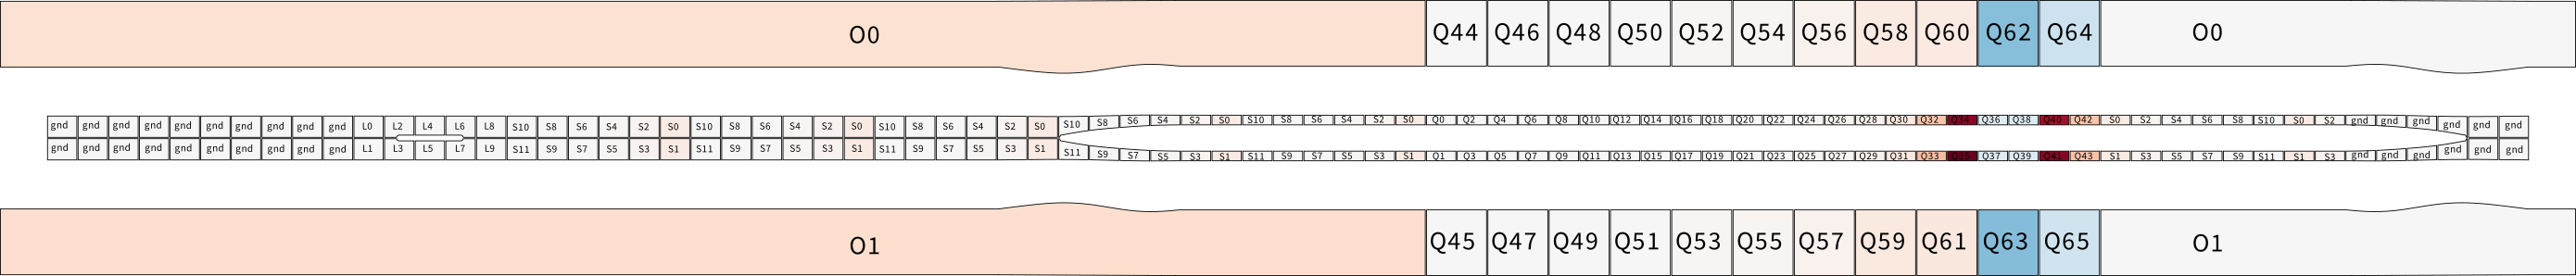 O0 Q44 Q46 Q48 Q50 Q52 Q54 Q56 Q58 Q60 Q62 Q64 O0
gnd gnd gnd gnd gnd gnd gnd gnd gnd gnd L0 L2 L4 L6 L8 S10 S8 S6 S4 S2 S0 S10 S8 S6 S4 S2 S0 S10 S8 S6 S4 S2 S0 S10 S8 S6 S4 S2 S0 S10 S8 S6 S4 S2 S0 Q0 Q2 Q4 Q6 Q8 Q10 Q12 Q14 Q16 Q18 Q20 Q22 Q24 Q26 Q28 Q30 Q32 Q34 Q36 Q38 Q40 Q42 S0 S2 S4 S6 S8 S10 S0 S2 gnd gnd gnd gnd gnd gnd
gnd gnd gnd gnd gnd gnd gnd gnd gnd gnd L1 L3 L5 L7 L9 S11 S9 S7 S5 S3 S1 S11 S9 S7 S5 S3 S1 S11 S9 S7 S5 S3 S1 S11 S9 S7 S5 S3 S1 S11 S9 S7 S5 S3 S1 Q1 Q3 Q5 Q7 Q9 Q11 Q13 Q15 Q17 Q19 Q21 Q23 Q25 Q27 Q29 Q31 Q33 Q35 Q37 Q39 Q41 Q43 S1 S3 S5 S7 S9 S11 S1 S3 gnd gnd gnd gnd gnd gnd
O1 Q45 Q47 Q49 Q51 Q53 Q55 Q57 Q59 Q61 Q63 Q65 O1